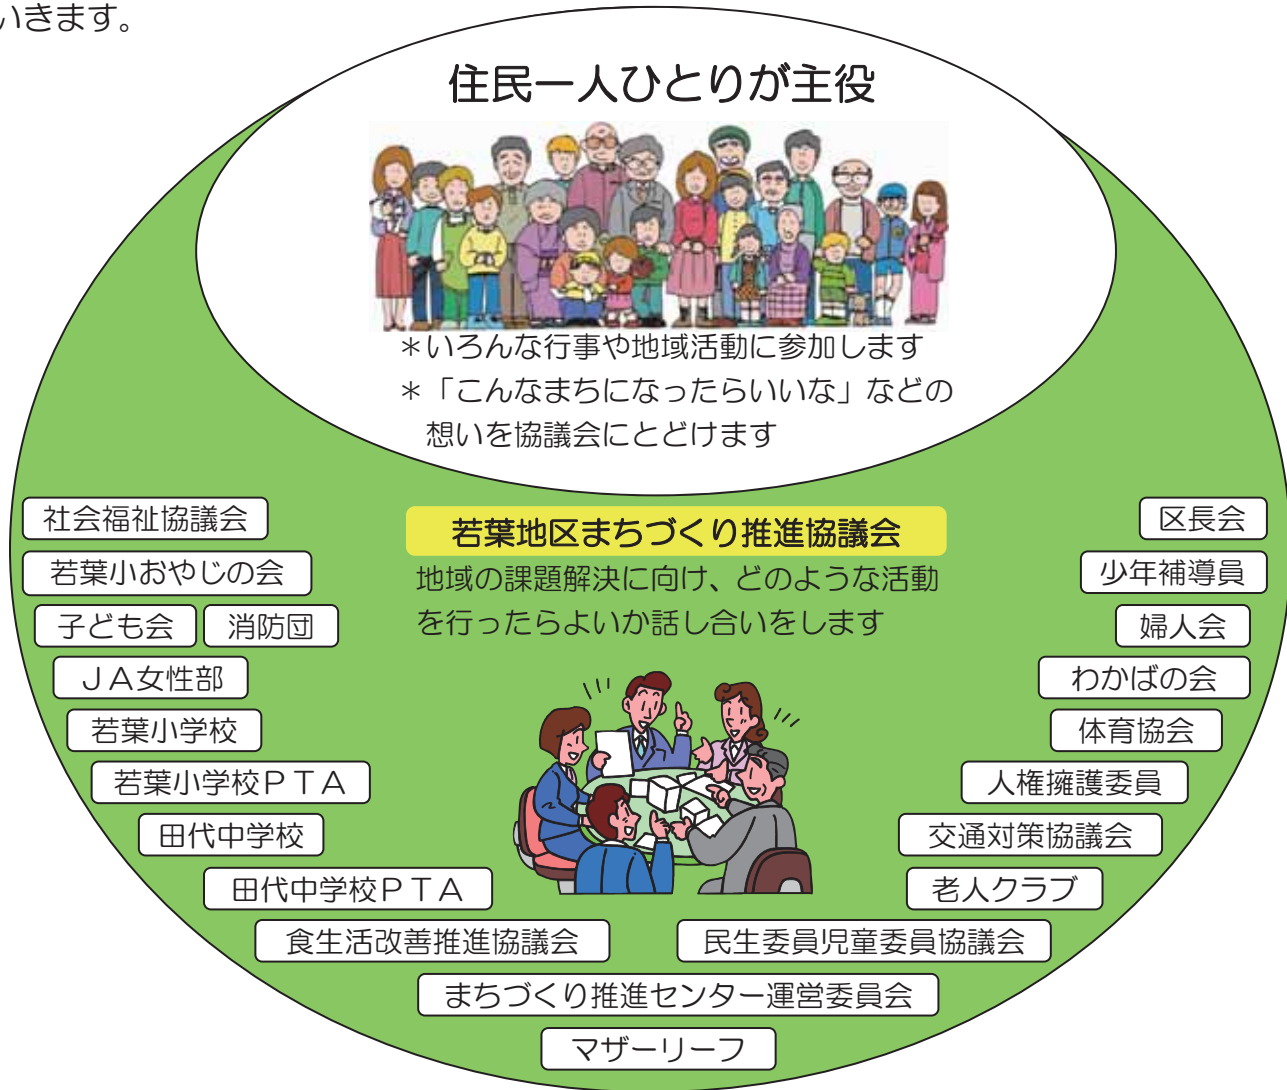 いきます。
住民一人ひとりが主役
＊いろんな行事や地域活動に参加します
＊「こんなまちになったらいいな」などの
想いを協議会にとどけます
若葉地区まちづくり推進協議会
地域の課題解決に向け、どのような活動
を行ったらよいか話し合いをします
社会福祉協議会
若葉小おやじの会
子ども会
消防団
ＪＡ女性部
若葉小学校
若葉小学校ＰＴＡ
田代中学校
田代中学校ＰＴＡ
食生活改善推進協議会
区長会
少年補導員
婦人会
わかばの会
体育協会
人権擁護委員
交通対策協議会
老人クラブ
民生委員児童委員協議会
まちづくり推進センター運営委員会
マザーリーフ